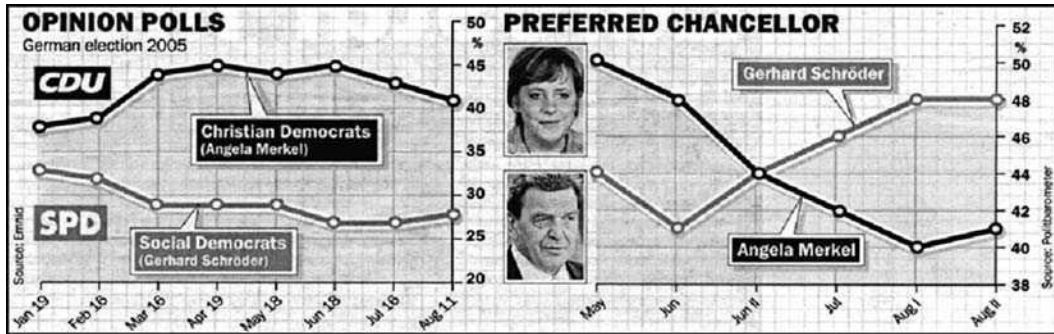 OPINION POLLS
German election 2005
CDU
Christian Democrats
(Angela Merkel)
SPD
Social Democrats
(Gerhard Schröder)
Source: Emnid
50
%
45
40
35
30
25
20
Jan 19
Feb 16
Mar 16
Apr 19
May 18
Jun 18
Jul 16
Aug 11
PREFERRED CHANCELLOR
Gerhard Schröder
Angela Merkel
52
%
50
48
46
44
42
40
38
May
Jun
Jun II
Jul
Aug I
Aug II
Source: Politbarometer